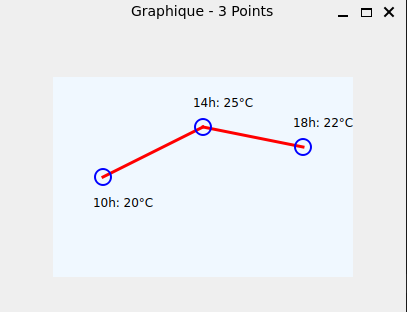 Graphique - 3 Points
14h: 25°C
18h: 22°C
10h: 20°C